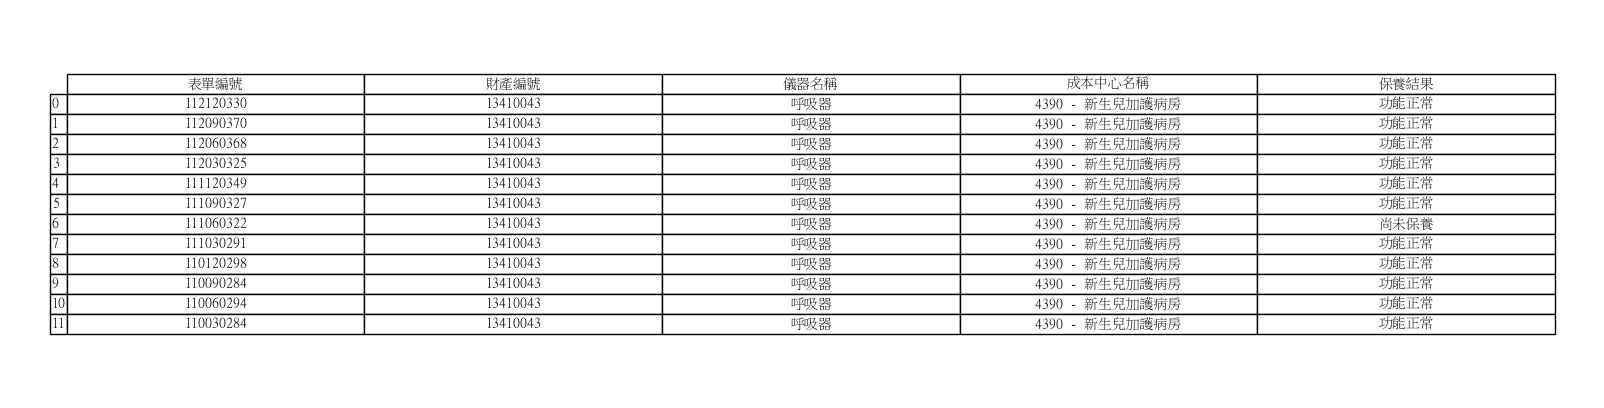 表單編號 財產編號 儀器名稱 成本中心名稱 保養結果
0 112120330 13410043 呼吸器 4390 - 新生兒加護病房 功能正常
1 112090370 13410043 呼吸器 4390 - 新生兒加護病房 功能正常
2 112060368 13410043 呼吸器 4390 - 新生兒加護病房 功能正常
3 112030325 13410043 呼吸器 4390 - 新生兒加護病房 功能正常
4 111120349 13410043 呼吸器 4390 - 新生兒加護病房 功能正常
5 111090327 13410043 呼吸器 4390 - 新生兒加護病房 功能正常
6 111060322 13410043 呼吸器 4390 - 新生兒加護病房 尚未保養
7 111030291 13410043 呼吸器 4390 - 新生兒加護病房 功能正常
8 110120298 13410043 呼吸器 4390 - 新生兒加護病房 功能正常
9 110090284 13410043 呼吸器 4390 - 新生兒加護病房 功能正常
10 110060294 13410043 呼吸器 4390 - 新生兒加護病房 功能正常
11 110030284 13410043 呼吸器 4390 - 新生兒加護病房 功能正常